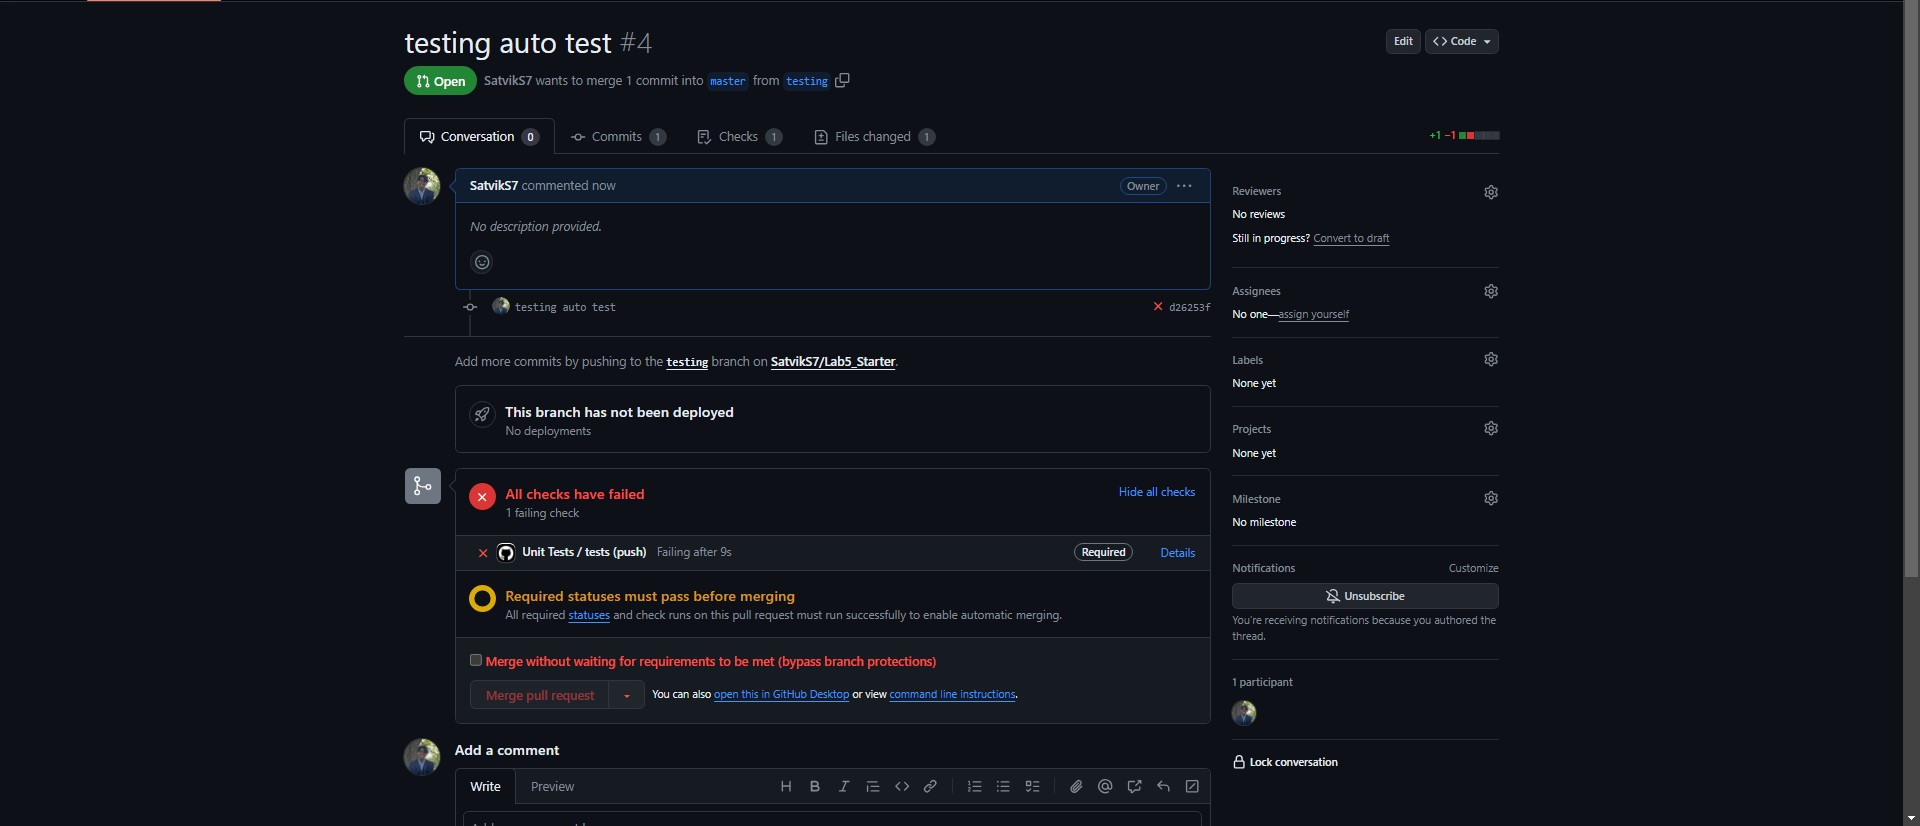 testing auto test #4
Edit
<> Code
Open
SatvikS7 wants to merge 1 commit into master from testing
Conversation 0
Commits 1
Checks 1
Files changed 1
+1 −1
SatvikS7 commented now
Owner
No description provided.
testing auto test
d26253f
Add more commits by pushing to the testing branch on SatvikS7/Lab5_Starter.
This branch has not been deployed
No deployments
All checks have failed
Hide all checks
1 failing check
Unit Tests / tests (push) Failing after 9s
Required
Details
Required statuses must pass before merging
All required statuses and check runs on this pull request must run successfully to enable automatic merging.
Merge without waiting for requirements to be met (bypass branch protections)
Merge pull request
You can also open this in GitHub Desktop or view command line instructions.
Add a comment
Write
Preview
H B I
Reviewers
No reviews
Still in progress? Convert to draft
Assignees
No one—assign yourself
Labels
None yet
Projects
None yet
Milestone
No milestone
Notifications
Customize
Unsubscribe
You're receiving notifications because you authored the
thread.
1 participant
Lock conversation